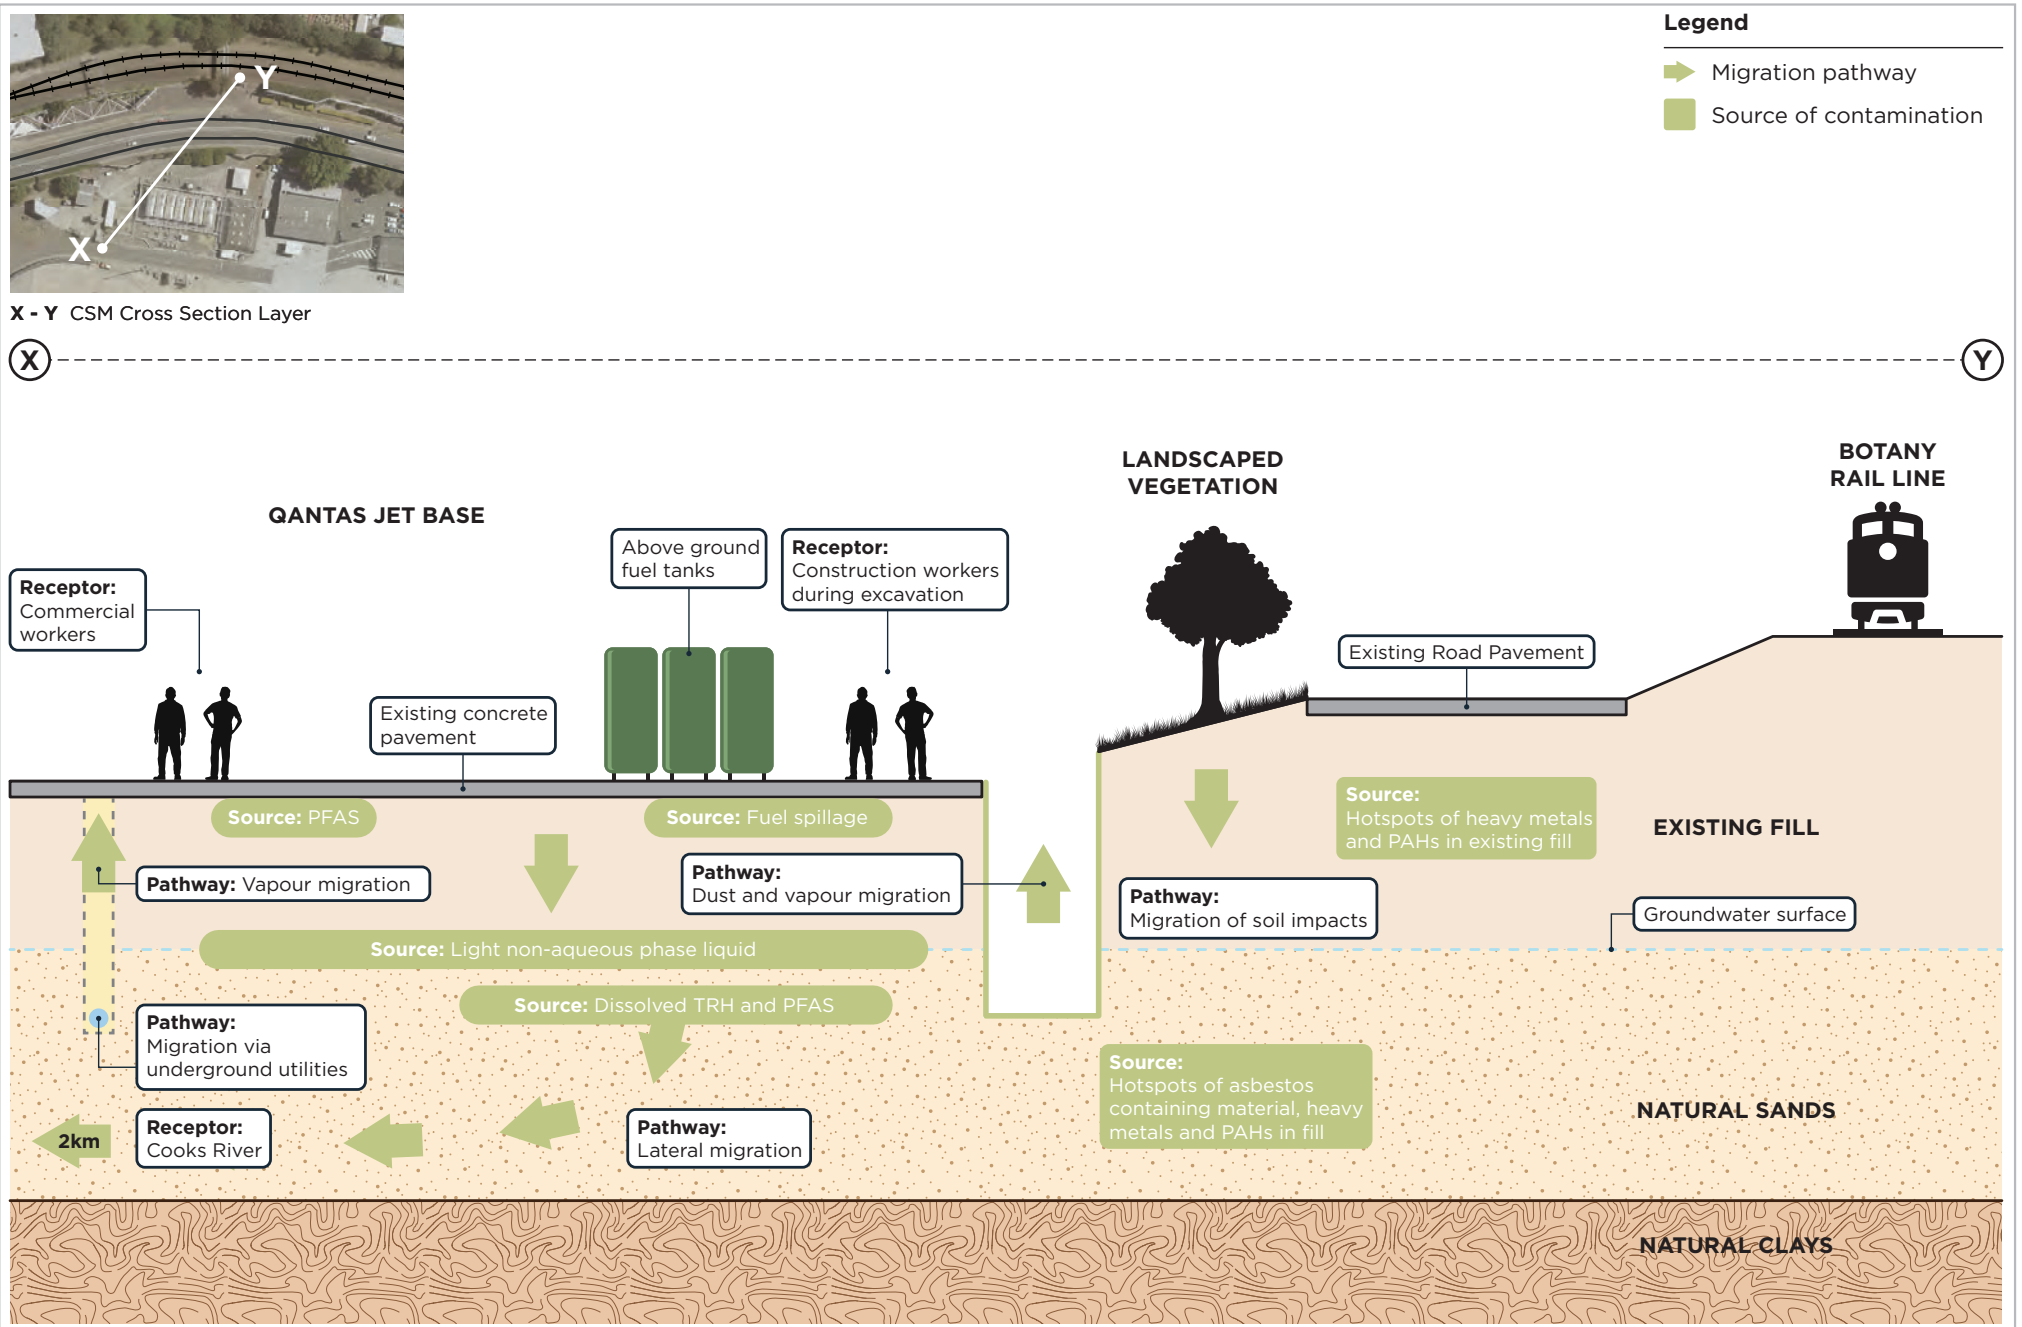 Legend
Migration pathway
Source of contamination
Y
X
X - Y CSM Cross Section Layer
X
Y
QANTAS JET BASE
LANDSCAPED
VEGETATION
BOTANY
RAIL LINE
Receptor:
Commercial
workers
Above ground
fuel tanks
Receptor:
Construction workers
during excavation
Existing concrete
pavement
Existing Road Pavement
Source: PFAS
Source: Fuel spillage
Source:
Hotspots of heavy metals
and PAHs in existing fill
EXISTING FILL
Pathway: Vapour migration
Pathway:
Dust and vapour migration
Pathway:
Migration of soil impacts
Groundwater surface
Source: Light non-aqueous phase liquid
Source: Dissolved TRH and PFAS
Pathway:
Migration via
underground utilities
Source:
Hotspots of asbestos
containing material, heavy
metals and PAHs in fill
NATURAL SANDS
2km
Receptor:
Cooks River
Pathway:
Lateral migration
NATURAL CLAYS